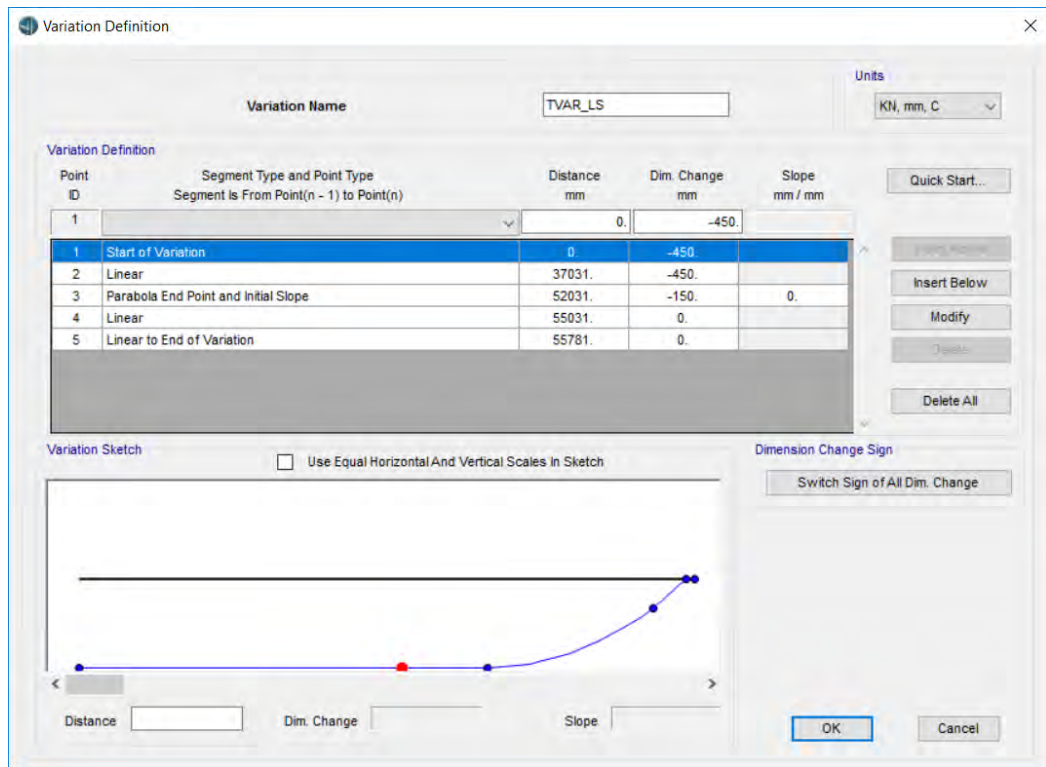 Variation Definition
Units
Variation Name TVAR_LS KN, mm, C
Variation Definition
Point Segment Type and Point Type Distance Dim. Change Slope
ID Segment Is From Point(n - 1) to Point(n) mm mm mm / mm
Quick Start...
1 0. -450.
1 Start of Variation 0. -450.
2 Linear 37031. -450.
3 Parabola End Point and Initial Slope 52031. -150. 0.
4 Linear 55031. 0.
5 Linear to End of Variation 55781. 0.
Insert Below
Modify
Delete
Delete All
Variation Sketch
Use Equal Horizontal And Vertical Scales In Sketch
Dimension Change Sign
Switch Sign of All Dim. Change
Distance Dim. Change Slope
OK Cancel